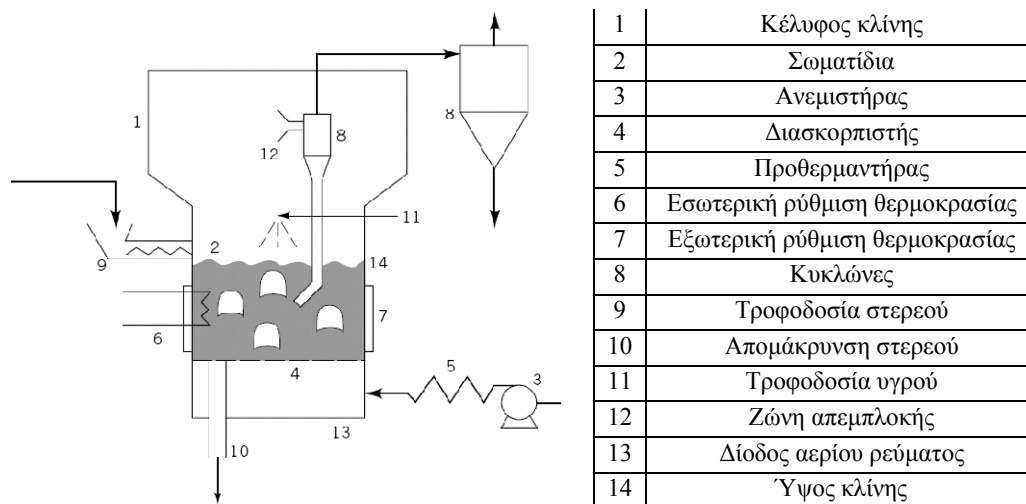 1
8
12
8
11
9
2
14
6
7
4
5
3
13
10
1 Κέλυφος κλίνης
2 Σωματίδια
3 Ανεμιστήρας
4 Διασκορπιστής
5 Προθερμαντήρας
6 Εσωτερική ρύθμιση θερμοκρασίας
7 Εξωτερική ρύθμιση θερμοκρασίας
8 Κυκλώνες
9 Τροφοδοσία στερεού
10 Απομάκρυνση στερεού
11 Τροφοδοσία υγρού
12 Ζώνη απεμπλοκής
13 Δίοδος αερίου ρεύματος
14 Ύψος κλίνης